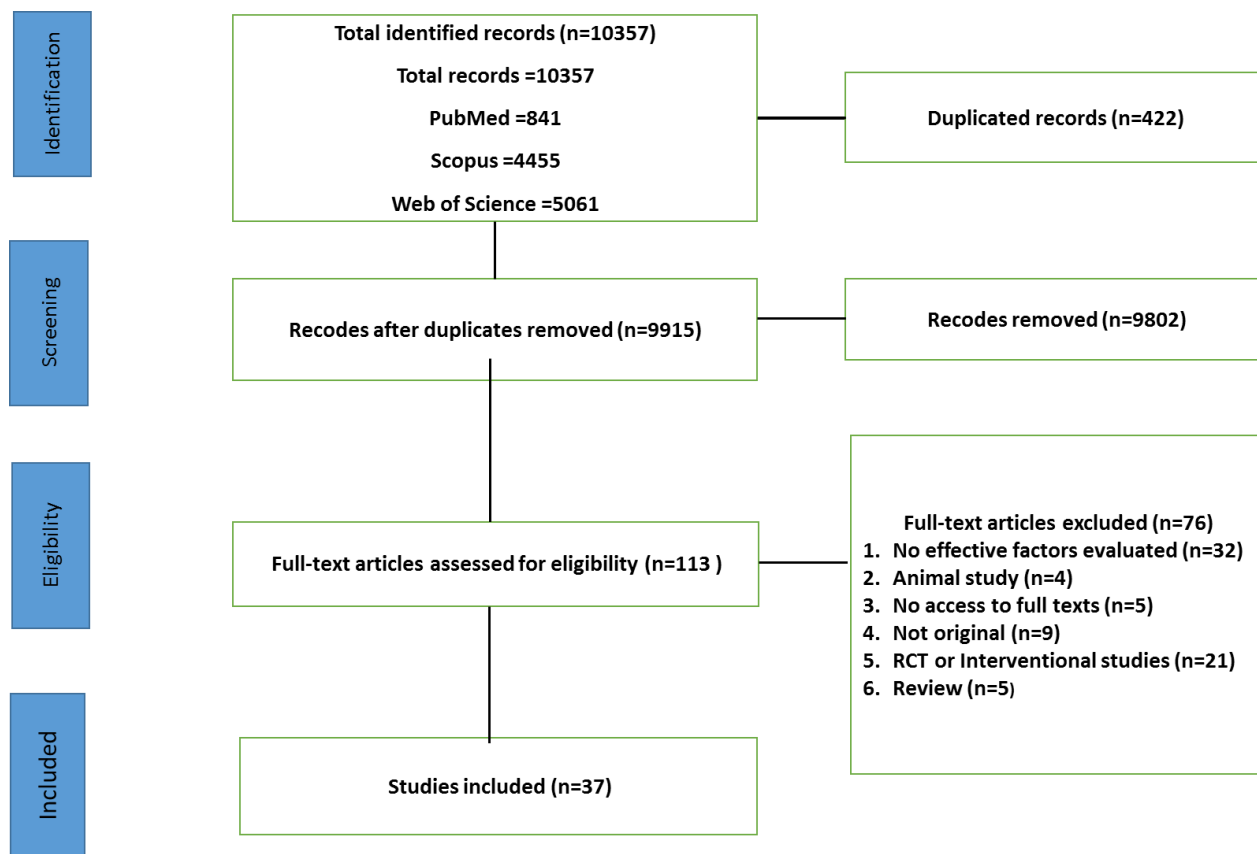 Identification
Total identified records (n=10357)
Total records =10357
PubMed =841
Scopus =4455
Web of Science =5061
Duplicated records (n=422)
Screening
Recodes after duplicates removed (n=9915)
Recodes removed (n=9802)
Eligibility
Full-text articles assessed for eligibility (n=113 )
Full-text articles excluded (n=76)
1. No effective factors evaluated (n=32)
2. Animal study (n=4)
3. No access to full texts (n=5)
4. Not original (n=9)
5. RCT or Interventional studies (n=21)
6. Review (n=5)
Included
Studies included (n=37)